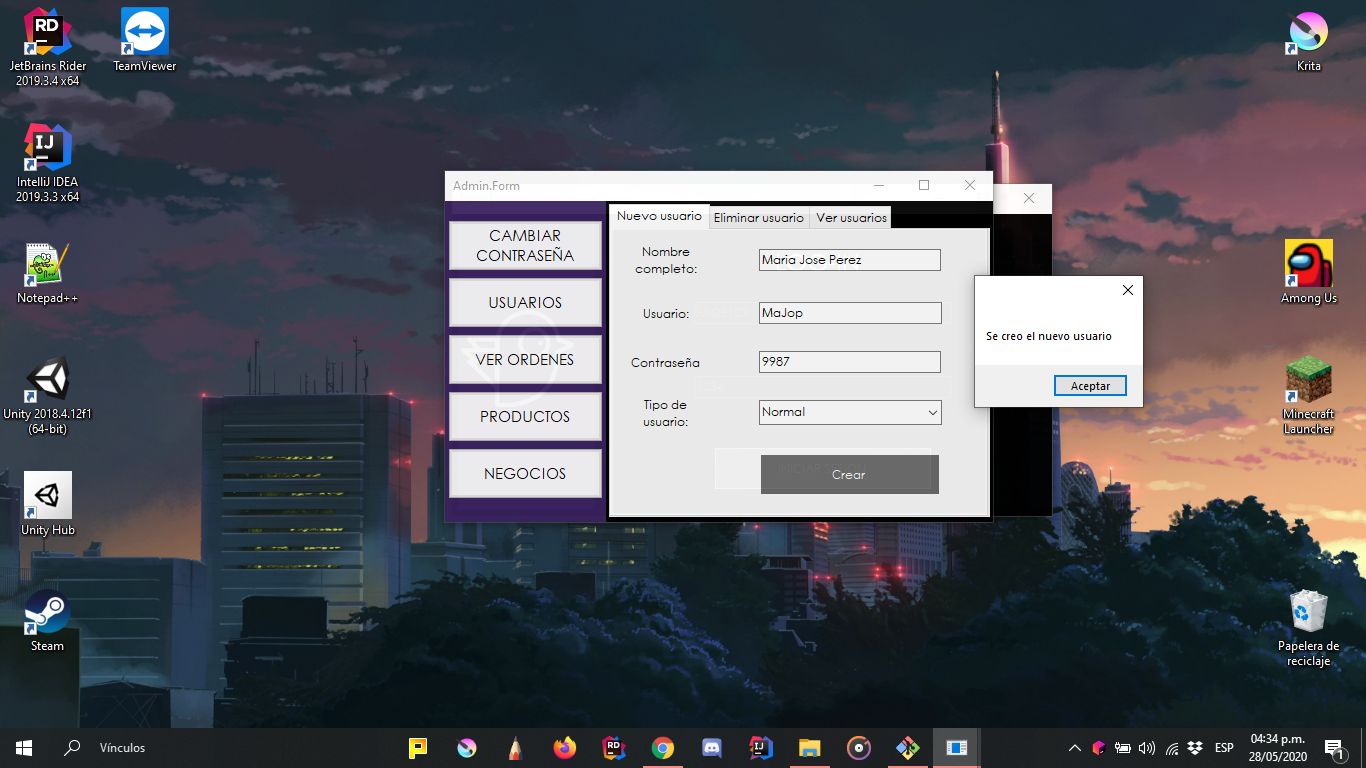 JetBrains Rider
2019.3.4 x64
TeamViewer
Krita
IntelliJ IDEA
2019.3.3 x64
Notepad++
Unity 2018.4.12f1
(64-bit)
Unity Hub
Steam
Among Us
Minecraft
Launcher
Papelera de
reciclaje
Admin.Form
CAMBIAR
CONTRASEÑA
USUARIOS
VER ORDENES
PRODUCTOS
NEGOCIOS
Nuevo usuario
Eliminar usuario
Ver usuarios
Nombre
completo:
Maria Jose Perez
Usuario:
MaJop
Contraseña
9987
Tipo de
usuario:
Normal
Crear
Se creo el nuevo usuario
Aceptar
Vínculos
ESP
04:34 p.m.
28/05/2020
1